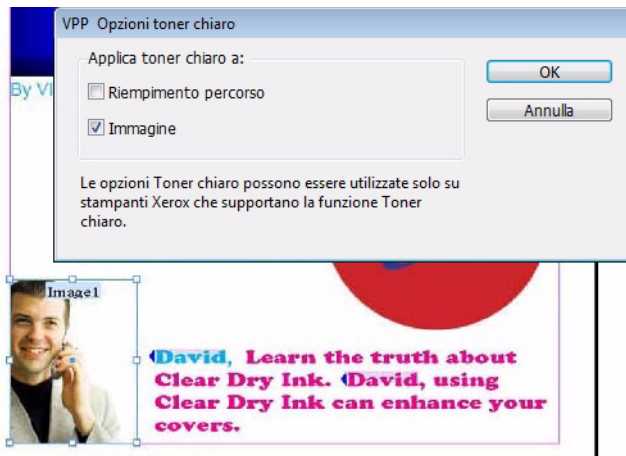 VPP Opzioni toner chiaro
Applica toner chiaro a:
Riempimento percorso
Immagine
OK
Annulla
Le opzioni Toner chiaro possono essere utilizzate solo su
stampanti Xerox che supportano la funzione Toner
chiaro.
By VI
Image1
David, Learn the truth about
Clear Dry Ink. David, using
Clear Dry Ink can enhance your
covers.